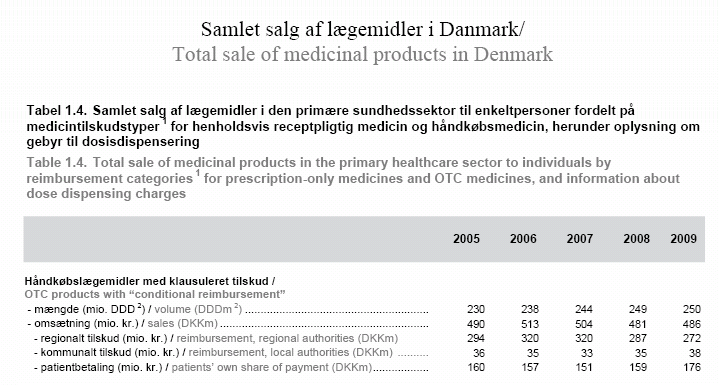 Samlet salg af lægemidler i Danmark/
Total sale of medicinal products in Denmark
Tabel 1.4. Samlet salg af lægemidler i den primære sundhedssektor til enkeltpersoner fordelt på
medicintilskudstyper ¹ for henholdsvis receptpligtig medicin og håndkøbsmedicin, herunder oplysning om
gebyr til dosisdispensering
Table 1.4. Total sale of medicinal products in the primary healthcare sector to individuals by
reimbursement categories ¹ for prescription-only medicines and OTC medicines, and information about
dose dispensing charges
2005 2006 2007 2008 2009
Håndkøbslægemidler med klausuleret tilskud /
OTC products with “conditional reimbursement”
- mængde (mio. DDD ²) / volume (DDDm ²) ........ 230 238 244 249 250
- omsætning (mio. kr.) / sales (DKKm) ........ 490 513 504 481 486
- regionalt tilskud (mio. kr.) / reimbursement, regional authorities (DKKm) 294 320 320 287 272
- kommunalt tilskud (mio. kr.) / reimbursement, local authorities (DKKm) .......... 36 35 33 35 38
- patientbetaling (mio. kr.) / patients’ own share of payment (DKKm) ........ 160 157 151 159 176